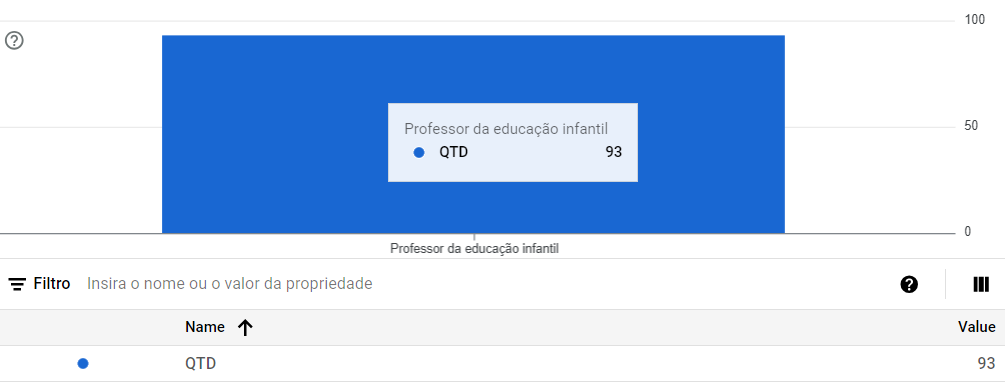 100
Professor da educação infantil
QTD 93
50
0
Professor da educação infantil
Filtro Insira o nome ou o valor da propriedade
Name Value
QTD 93